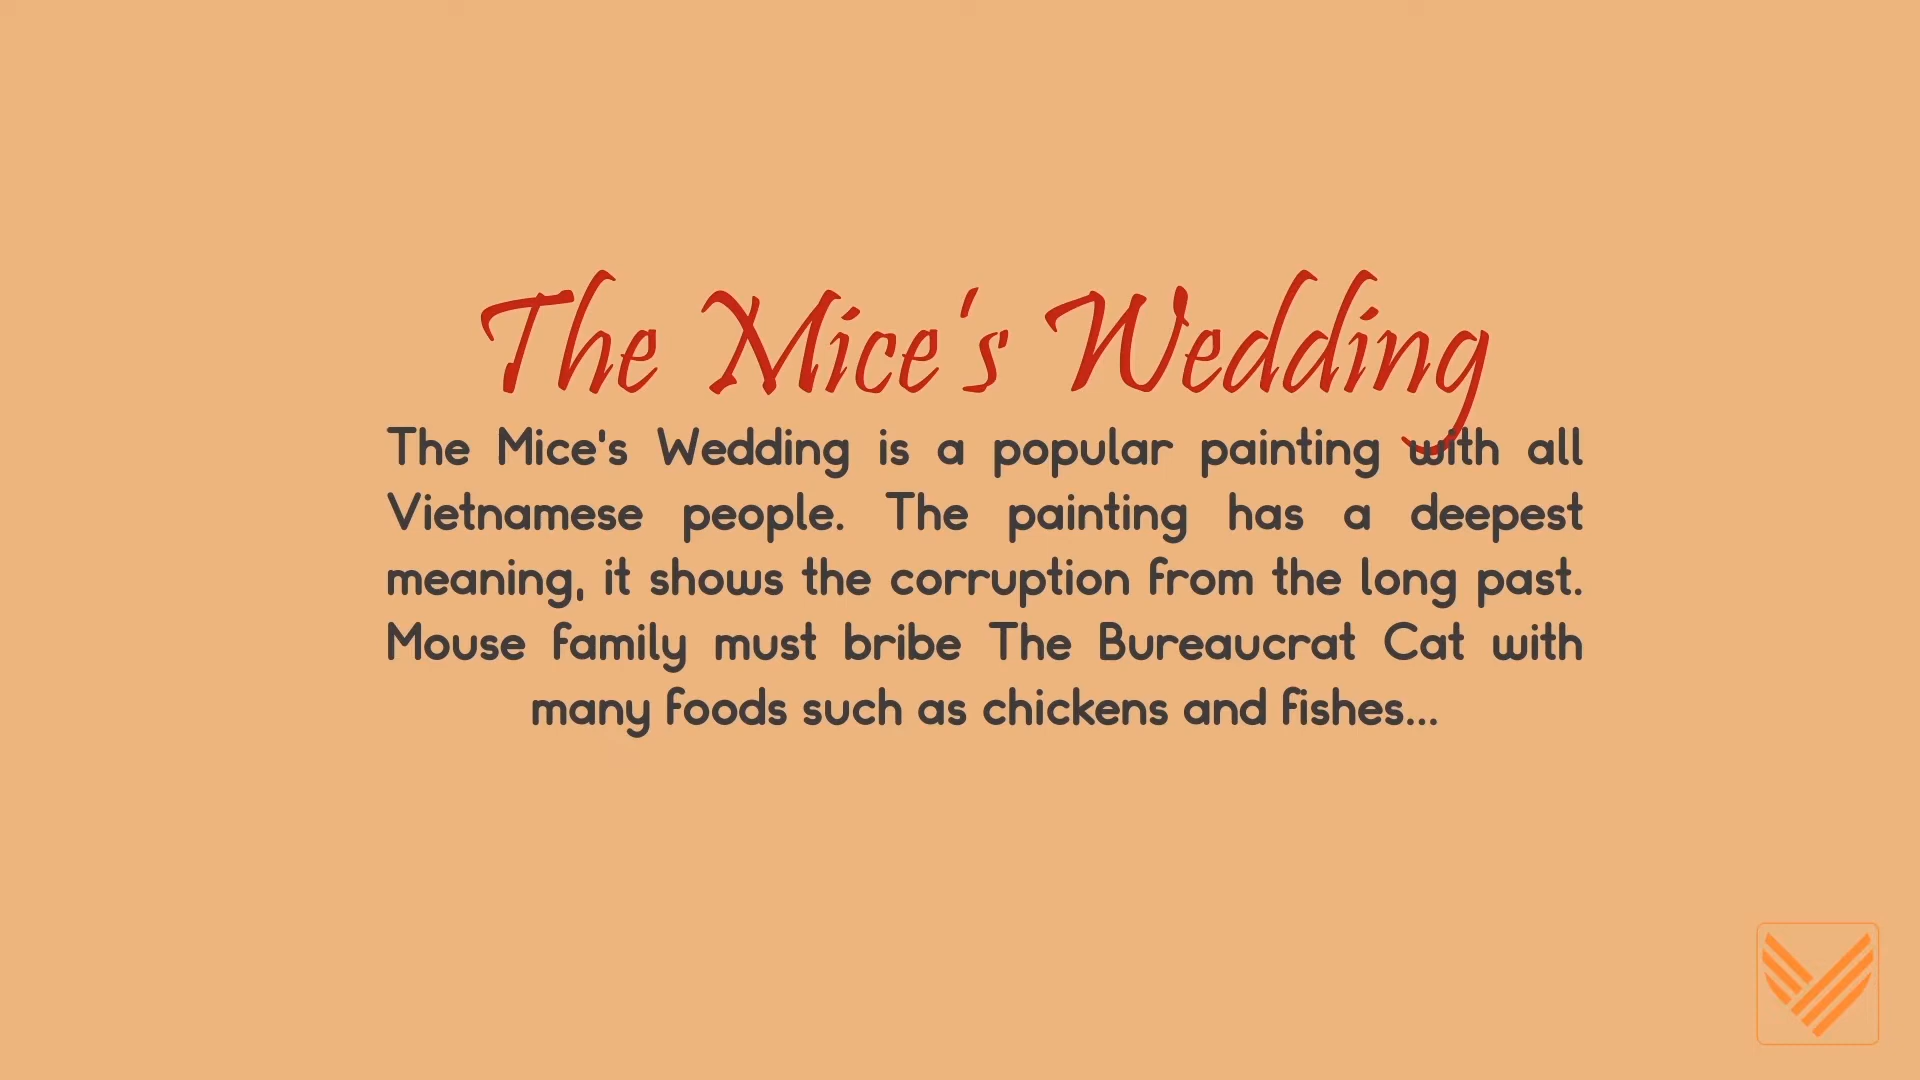 The Mice's Wedding
The Mice's Wedding is a popular painting with all
Vietnamese people. The painting has a deepest
meaning, it shows the corruption from the long past.
Mouse family must bribe The Bureaucrat Cat with
many foods such as chickens and fishes...